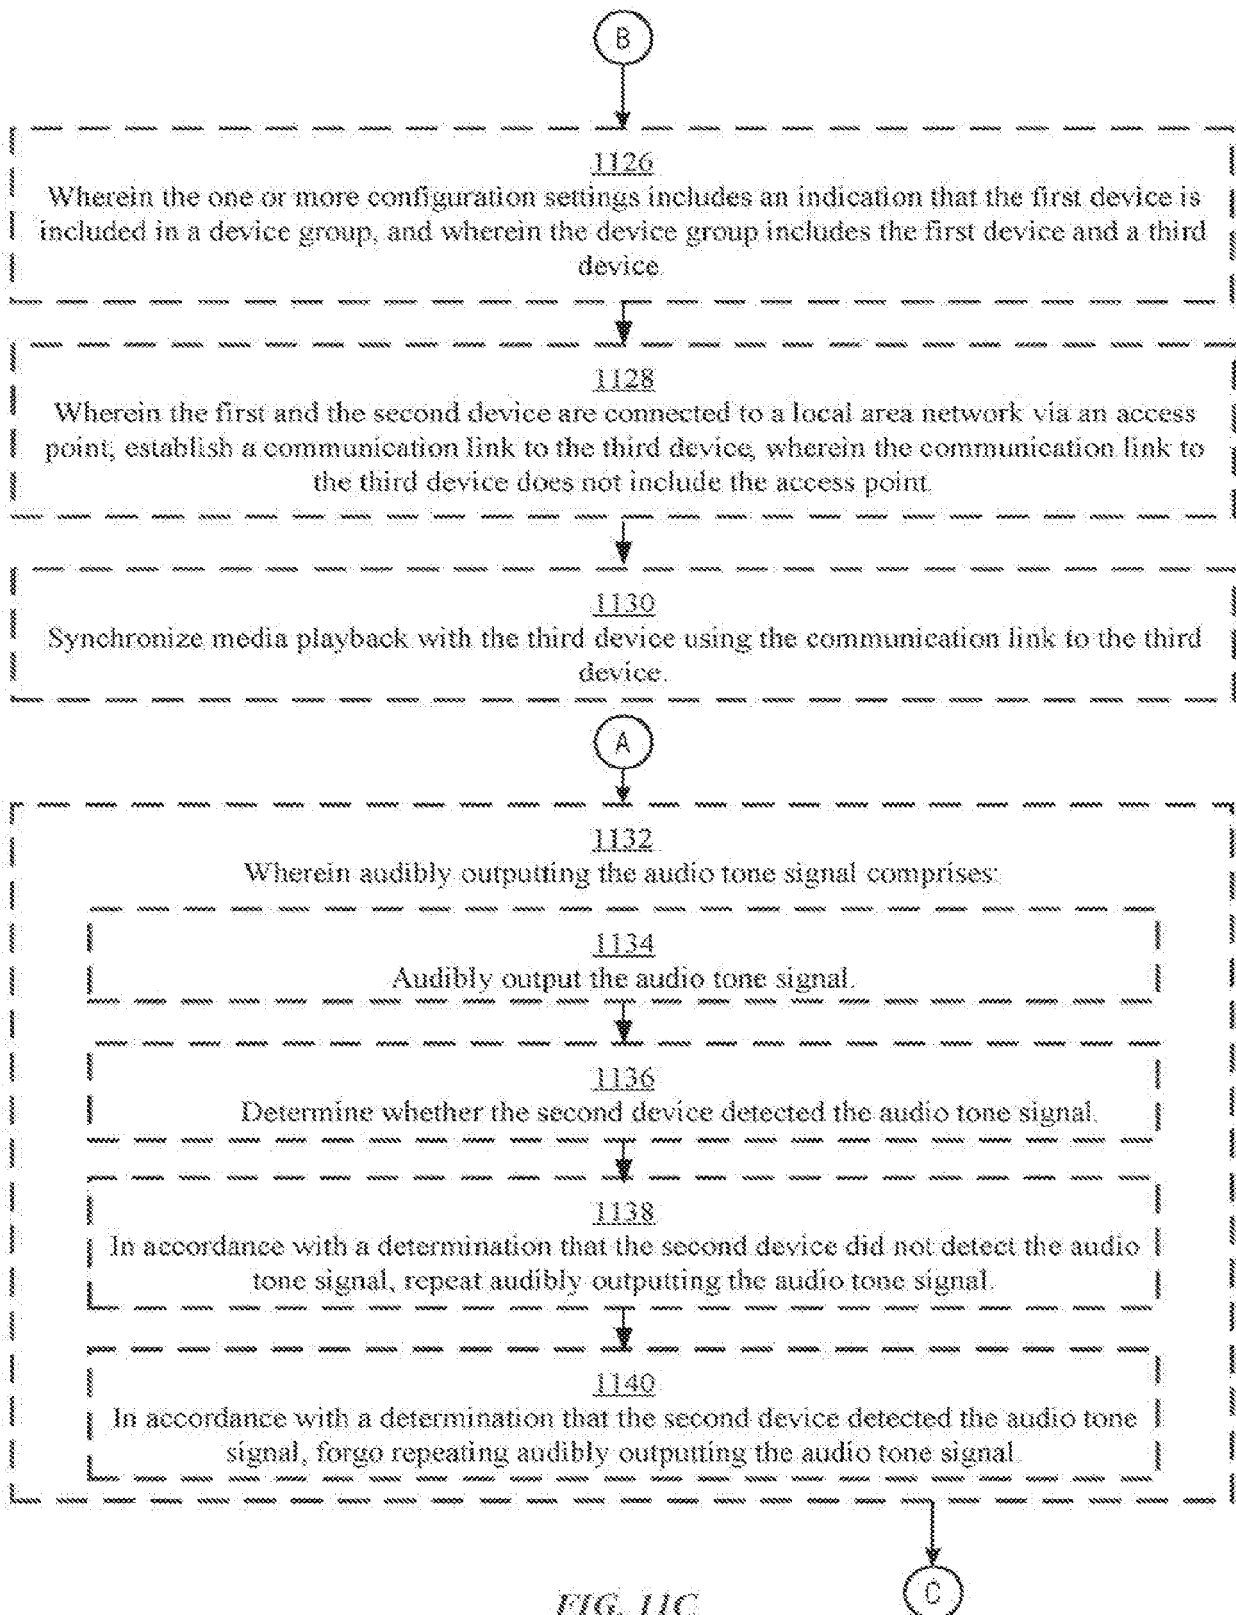 B
1126
Wherein the one or more configuration settings includes an indication that the first device is
included in a device group, and wherein the device group includes the first device and a third
device.
1128
Wherein the first and the second device are connected to a local area network via an access
point, establish a communication link to the third device, wherein the communication link to
the third device does not include the access point.
1130
Synchronize media playback with the third device using the communication link to the third
device.
A
1132
Wherein audibly outputting the audio tone signal comprises:
1134
Audibly output the audio tone signal.
1136
Determine whether the second device detected the audio tone signal.
1138
In accordance with a determination that the second device did not detect the audio
tone signal, repeat audibly outputting the audio tone signal.
1140
In accordance with a determination that the second device detected the audio tone
signal, forgo repeating audibly outputting the audio tone signal.
C
FIG. 11C